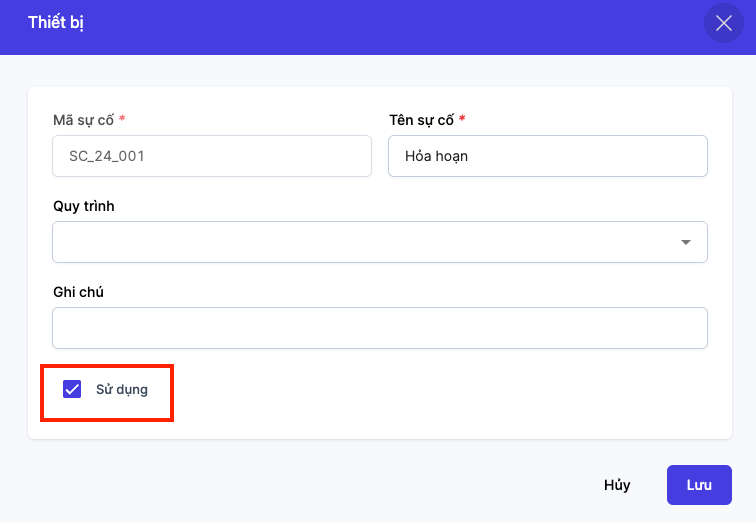 Thiết bị
Mã sự cố *
Tên sự cố *
SC_24_001
Hỏa hoạn
Quy trình
Ghi chú
Sử dụng
Hủy
Lưu